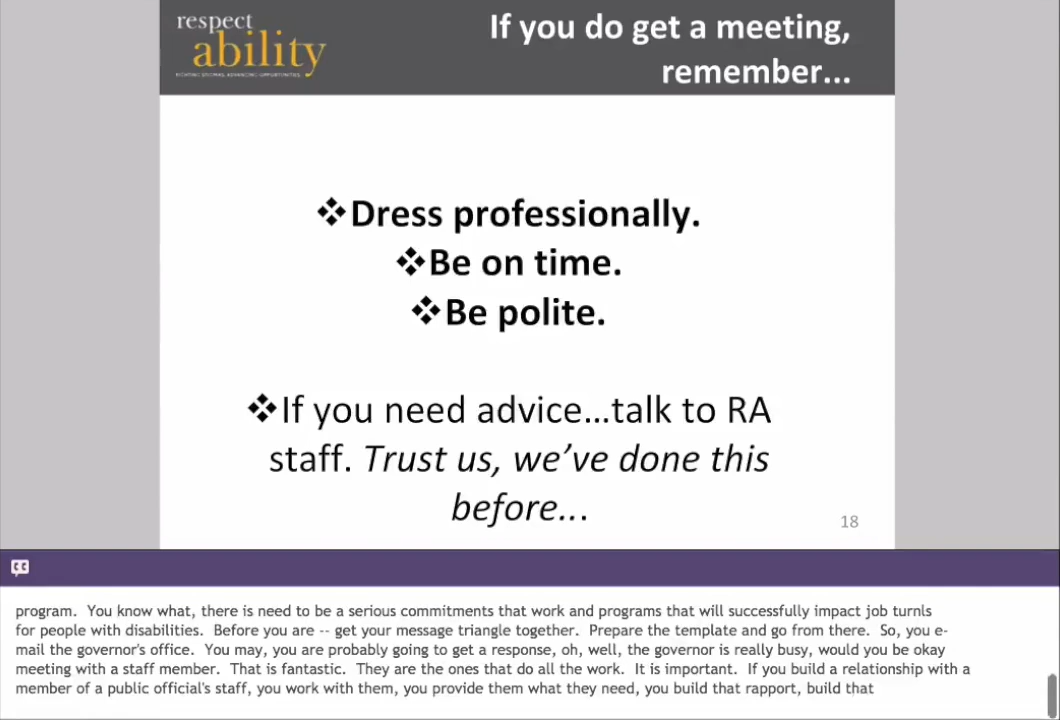 respect
ability
FIGHTING STIGMAS. ADVANCING OPPORTUNITIES.
If you do get a meeting,
remember...
❖Dress professionally.
❖Be on time.
❖Be polite.
❖If you need advice…talk to RA
staff. Trust us, we’ve done this
before...
18
program.  You know what, there is need to be a serious commitments that work and programs that will successfully impact job turnls
for people with disabilities.  Before you are -- get your message triangle together.  Prepare the template and go from there.  So, you e-
mail the governor's office.  You may, you are probably going to get a response, oh, well, the governor is really busy, would you be okay
meeting with a staff member.  That is fantastic.  They are the ones that do all the work.  It is important.  If you build a relationship with a
member of a public official's staff, you work with them, you provide them what they need, you build that rapport, build that